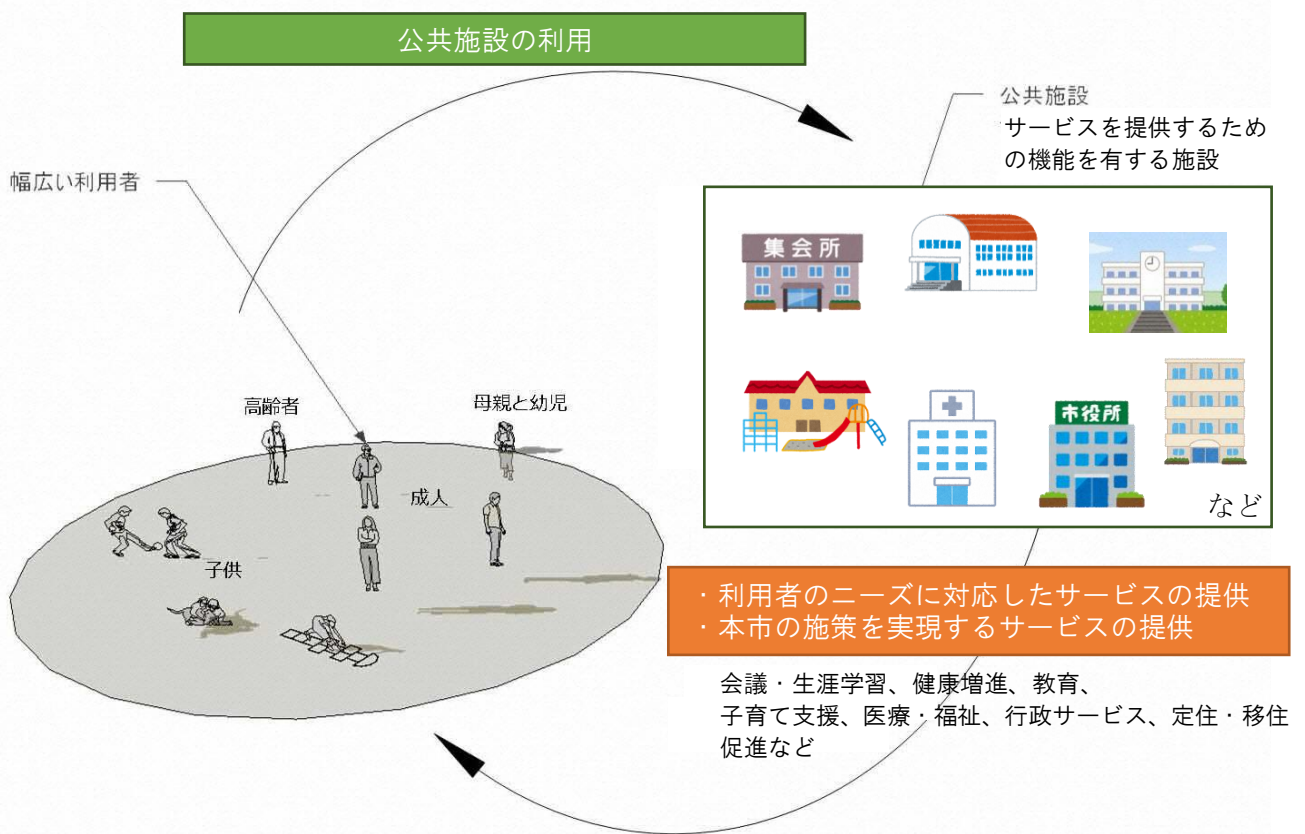 公共施設の利用
公共施設
サービスを提供するため
の機能を有する施設
幅広い利用者
集会所
市役所
など
高齢者
母親と幼児
成人
子供
・利用者のニーズに対応したサービスの提供
・本市の施策を実現するサービスの提供
会議・生涯学習、健康増進、教育、
子育て支援、医療・福祉、行政サービス、定住・移住
促進など